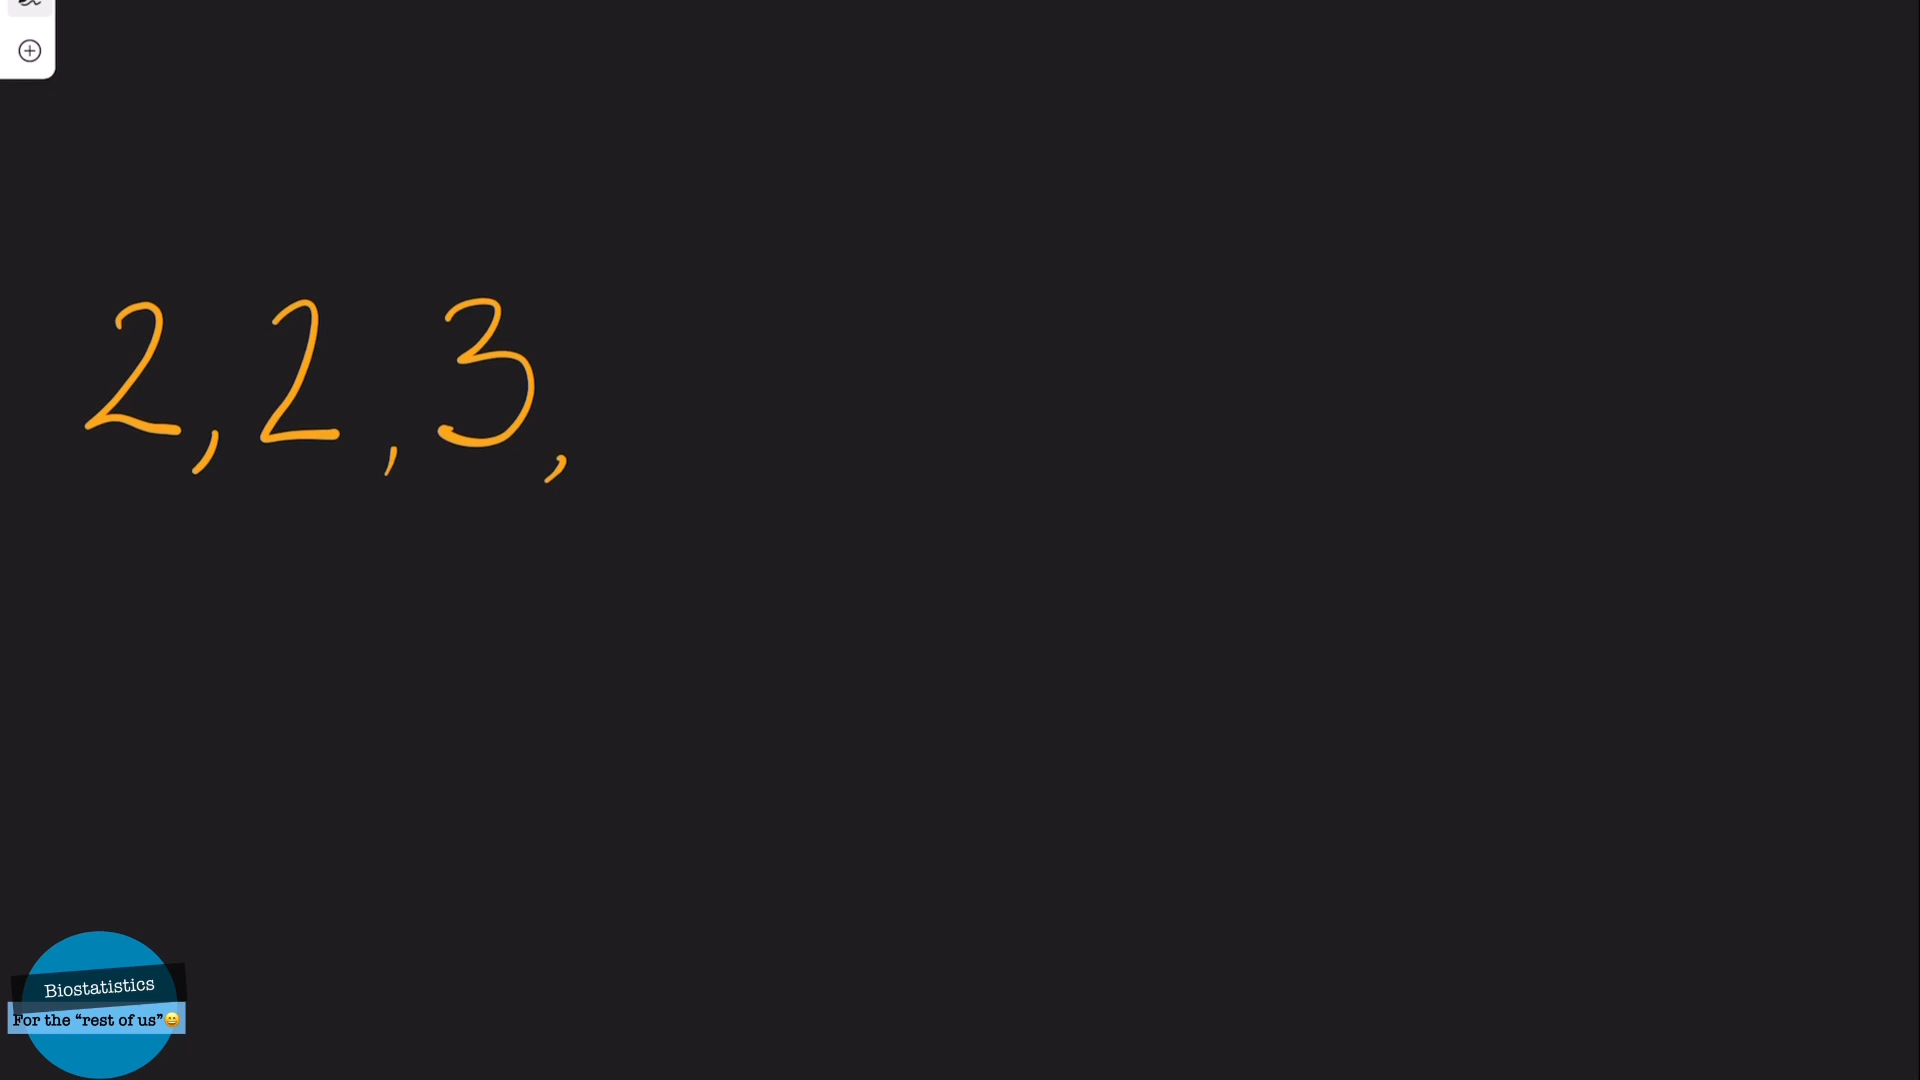 2, 2, 3,
Biostatistics
For the “rest of us”😄